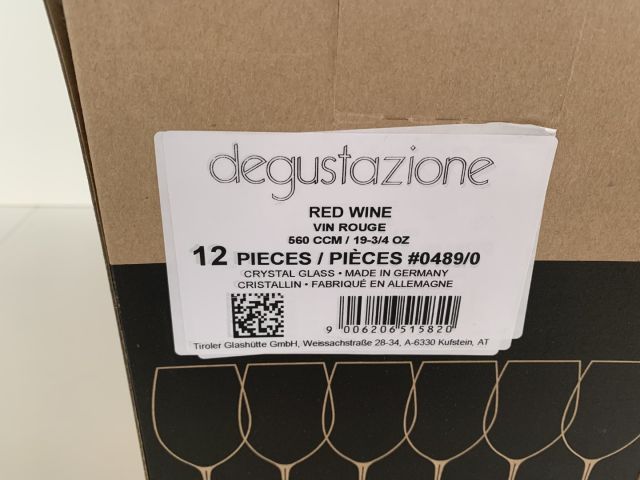 degustazione
RED WINE
VIN ROUGE
560 CCM / 19-3/4 OZ
12 PIECES / PIÈCES #0489/0
CRYSTAL GLASS • MADE IN GERMANY
CRISTALLIN • FABRIQUÉ EN ALLEMAGNE
9 006206 515820
Tiroler Glashütte GmbH, Weissachstraße 28-34, A-6330 Kufstein, AT